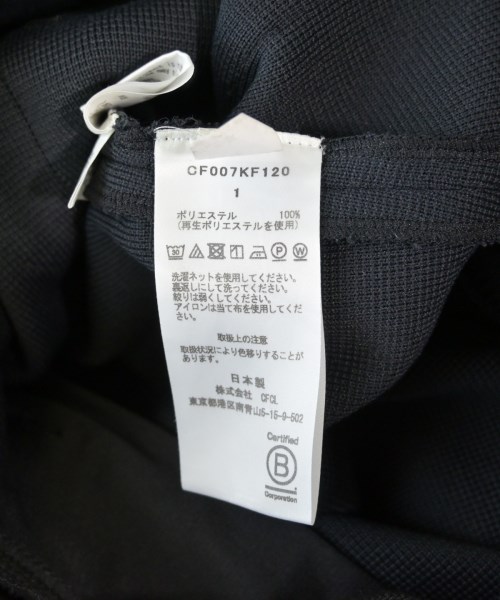 CF007KF120
1
ポリエステル 100%
(再生ポリエステルを使用)
30 P W
洗濯ネットを使用してください。
裏返しにして洗ってください。
絞りは弱くしてください。
アイロンは当て布を使用してください。
取扱上の注意
取扱状況により色移りすることが
あります。
日本製
株式会社 CFCL
東京都港区南青山5-15-9-502
Certified
B
Corporation